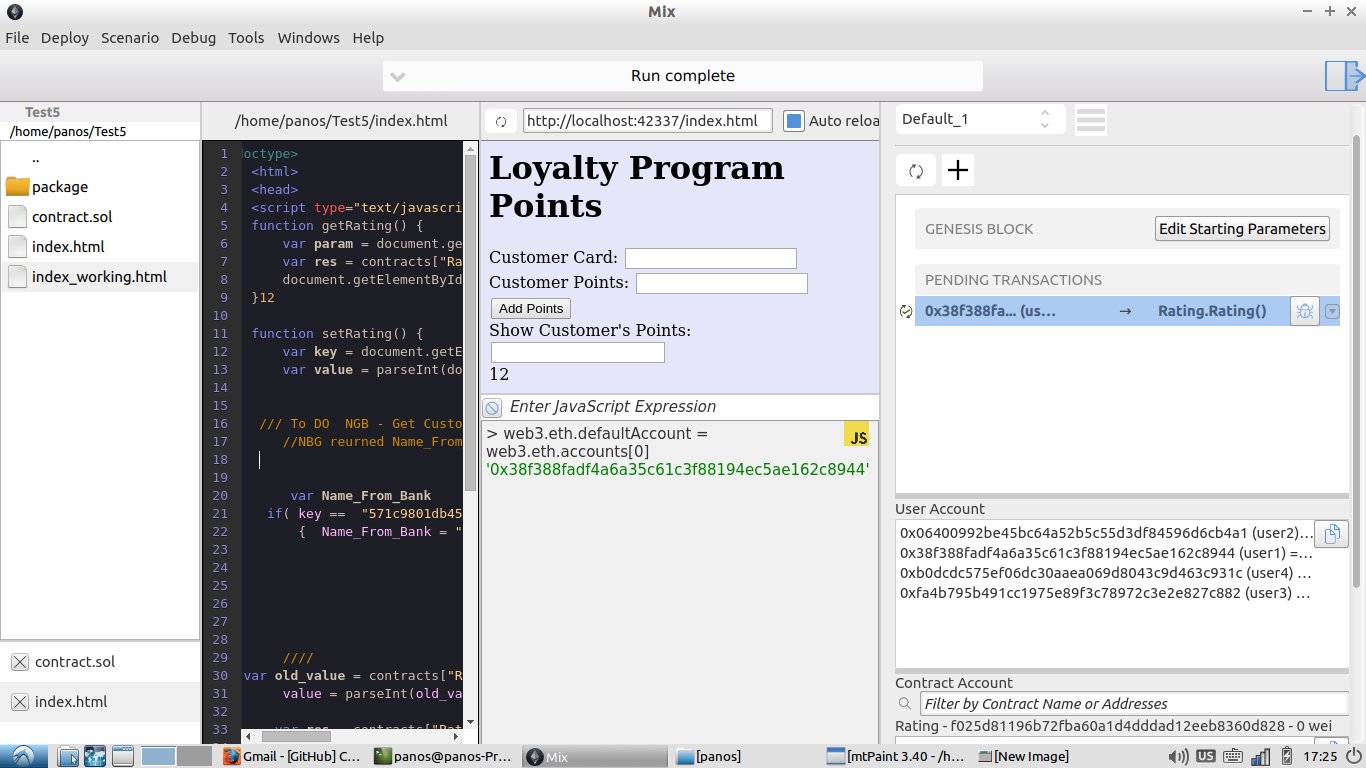 Mix
File Deploy Scenario Debug Tools Windows Help
Run complete
Test5
/home/panos/Test5
..
package
contract.sol
index.html
index_working.html
contract.sol
index.html
/home/panos/Test5/index.html
1 octype>
2 <html>
3 <head>
4 <script type="text/javascri
5 function getRating() {
6 var param = document.ge
7 var res = contracts["Ra
8 document.getElementById
9 }12
10
11 function setRating() {
12 var key = document.getE
13 var value = parseInt(do
14
15
16 /// To DO NGB - Get Custo
17 //NBG reurned Name_From
18
19
20 var Name_From_Bank
21 if( key == "571c9801db45
22 { Name_From_Bank = "
23
24
25
26
27
28
29 ////
30 var old_value = contracts["R
31 value = parseInt(old_va
32
33 var res = contracts["Rat
http://localhost:42337/index.html Auto reloa
Loyalty Program
Points
Customer Card:
Customer Points:
Add Points
Show Customer's Points:
12
Enter JavaScript Expression
> web3.eth.defaultAccount =
web3.eth.accounts[0]
'0x38f388fadf4a6a35c61c3f88194ec5ae162c8944'
JS
Default_1
GENESIS BLOCK Edit Starting Parameters
PENDING TRANSACTIONS
0x38f388fa... (us... → Rating.Rating()
User Account
0x06400992be45bc64a52b5c55d3df84596d6cb4a1 (user2)...
0x38f388fadf4a6a35c61c3f88194ec5ae162c8944 (user1) =...
0xb0dcdc575ef06dc30aaea069d8043c9d463c931c (user4) ...
0xfa4b795b491cc1975e89f3c78972c3e2e827c882 (user3) ...
Contract Account
Filter by Contract Name or Addresses
Rating - f025d81196b72fba60a1d4dddad12eeb8360d828 - 0 wei
Gmail - [GitHub] C... panos@panos-Pr... Mix [panos] [mtPaint 3.40 - /h... [New Image] US 17:25